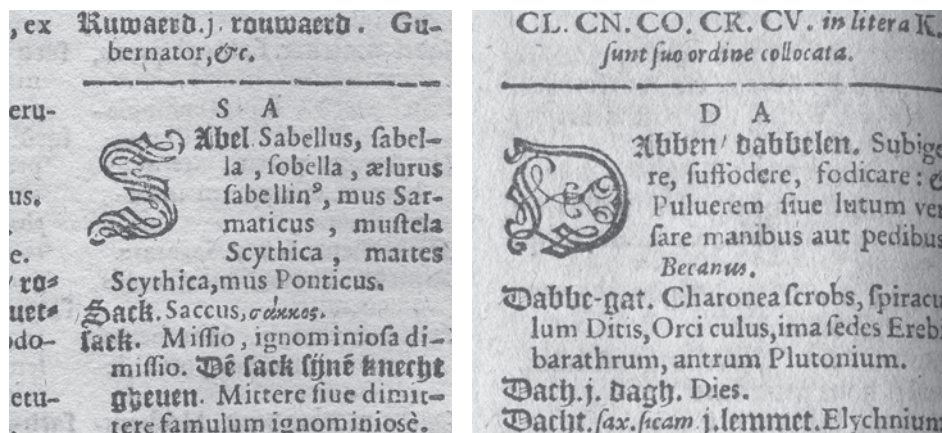 , ex
eru-
us.
e.
ro⸗
uet⸗
odo-
etu-
Ruwaerd.j. rouwaerd. Gu-
bernator,&c.
S A
SAbel. Sabellus, ſabel-
la , ſobella , ælurus
ſabellinꝰ, mus Sar-
maticus , muſtela
Scythica , martes
Scythica,mus Ponticus.
Sack. Saccus, σάκκος.
ſack. Miſſio , ignominioſa di-
miſſio. Dē ſack ſijnē knecht
gheuen. Mittere ſiue dimit-
tere famulum ignominiosè.
CL. CN. CO. CR. CV. in litera K.
ſunt ſuo ordine collocata.
D A
DAbben/ dabbelen. Subige
re, ſuffodere, fodicare: &
Puluerem ſiue lutum ver
ſare manibus aut pedibus
Becanus.
Dabbe-gat. Charonea ſcrobs, ſpiracu
lum Ditis,Orci culus,ima ſedes Ereb
barathrum, antrum Plutonium.
Dach.j. dagh. Dies.
Dacht. ſax. ſicam j.lemmet. Elychnium